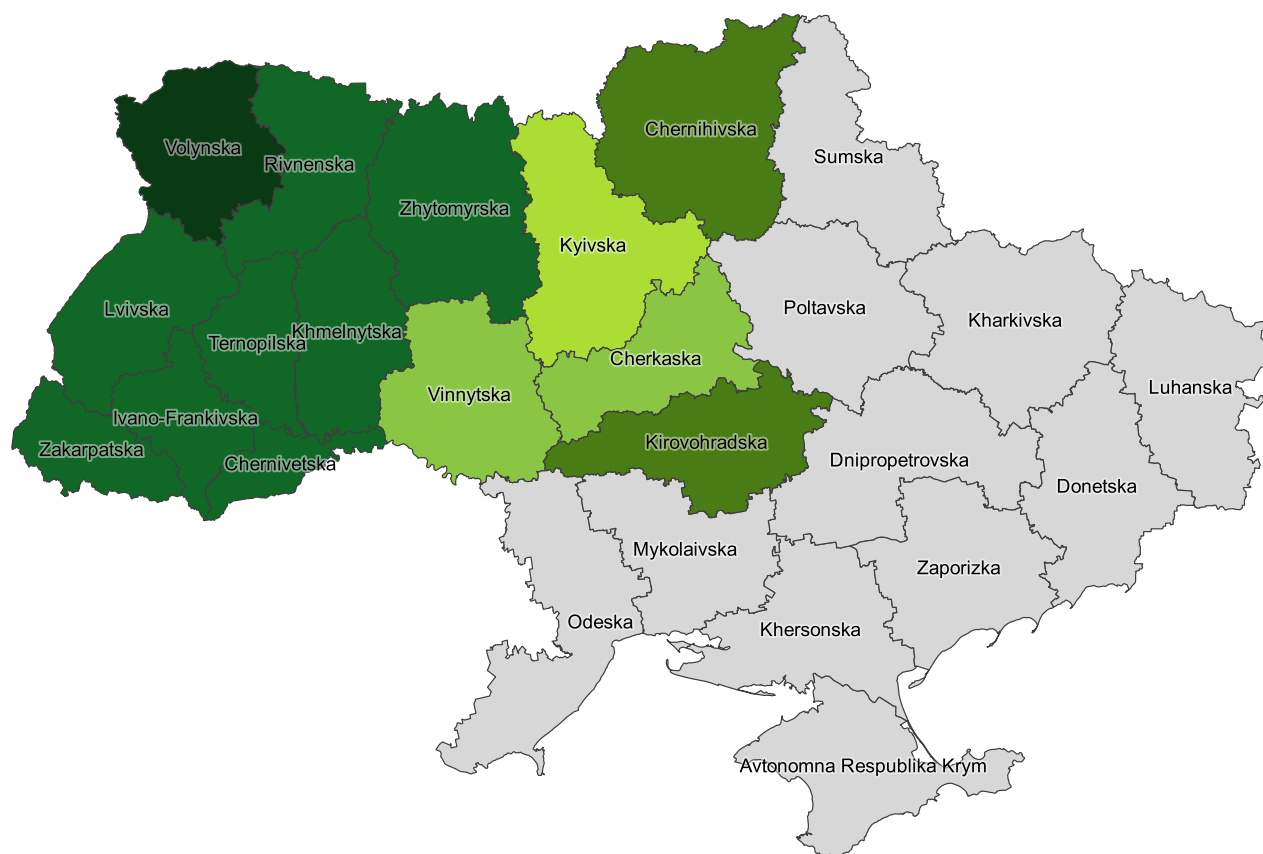 Chernihivska
Volynska
Rivnenska
Sumska
Zhytomyrska
Kyivska
Lvivska
Poltavska
Kharkivska
Khmelnytska
Ternopilska
Cherkaska
Luhanska
Vinnytska
Ivano-Frankivska
Kirovohradska
Zakarpatska
Chernivetska
Dnipropetrovska
Donetska
Mykolaivska
Zaporizka
Odeska
Khersonska
Avtonomna Respublika Krym